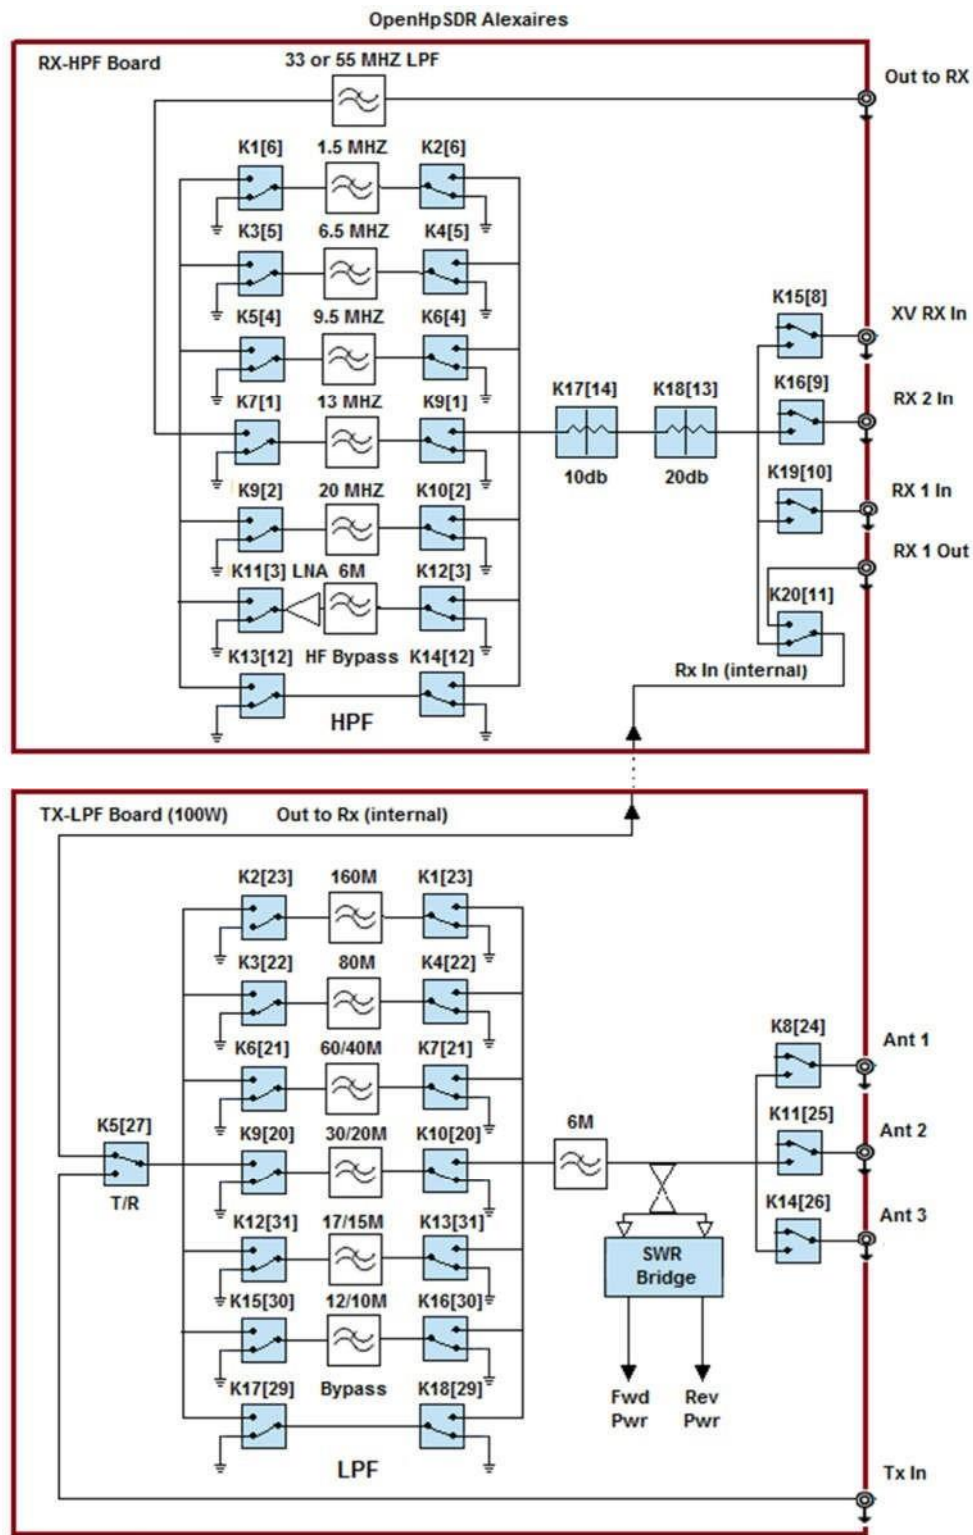 OpenHpSDR Alexaires
RX-HPF Board
33 or 55 MHZ LPF
Out to RX
K1[6] 1.5 MHZ K2[6]
K3[5] 6.5 MHZ K4[5]
K5[4] 9.5 MHZ K6[4]
K7[1] 13 MHZ K9[1]
K9[2] 20 MHZ K10[2]
K11[3] LNA 6M K12[3]
K13[12] HF Bypass K14[12]
HPF
K17[14] K18[13]
10db 20db
K15[8] XV RX In
K16[9] RX 2 In
K19[10] RX 1 In
RX 1 Out
K20[11]
Rx In (internal)
TX-LPF Board (100W) Out to Rx (internal)
K2[23] 160M K1[23]
K3[22] 80M K4[22]
K6[21] 60/40M K7[21]
K5[27]
T/R
K9[20] 30/20M K10[20]
K12[31] 17/15M K13[31]
K15[30] 12/10M K16[30]
K17[29] Bypass K18[29]
LPF
6M
SWR
Bridge
Fwd
Pwr
Rev
Pwr
K8[24] Ant 1
K11[25] Ant 2
K14[26] Ant 3
Tx In